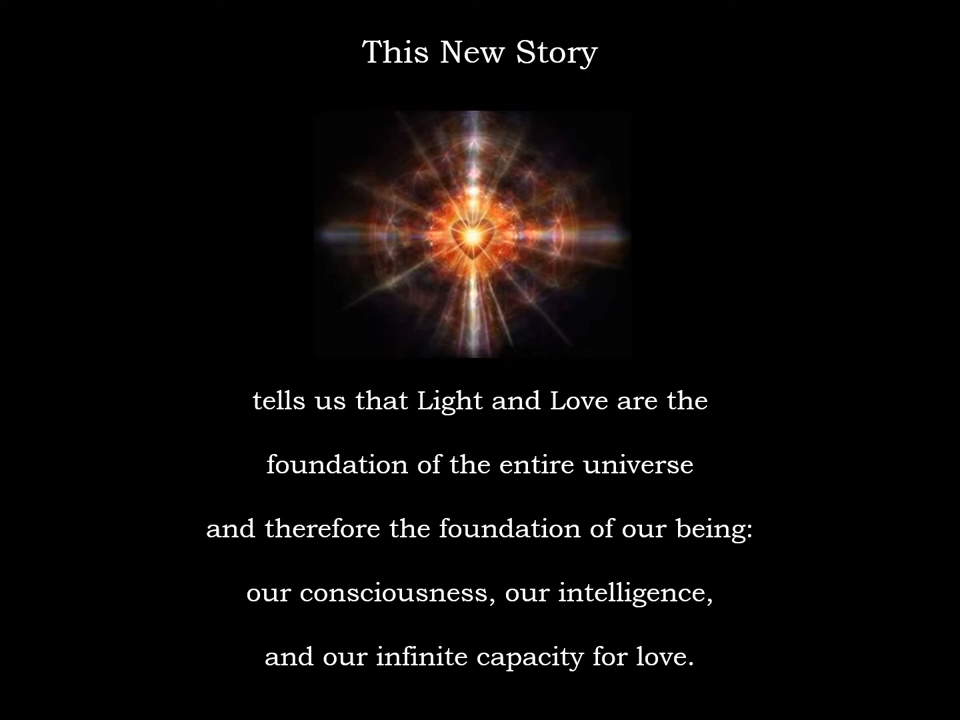 This New Story
tells us that Light and Love are the
foundation of the entire universe
and therefore the foundation of our being:
our consciousness, our intelligence,
and our infinite capacity for love.